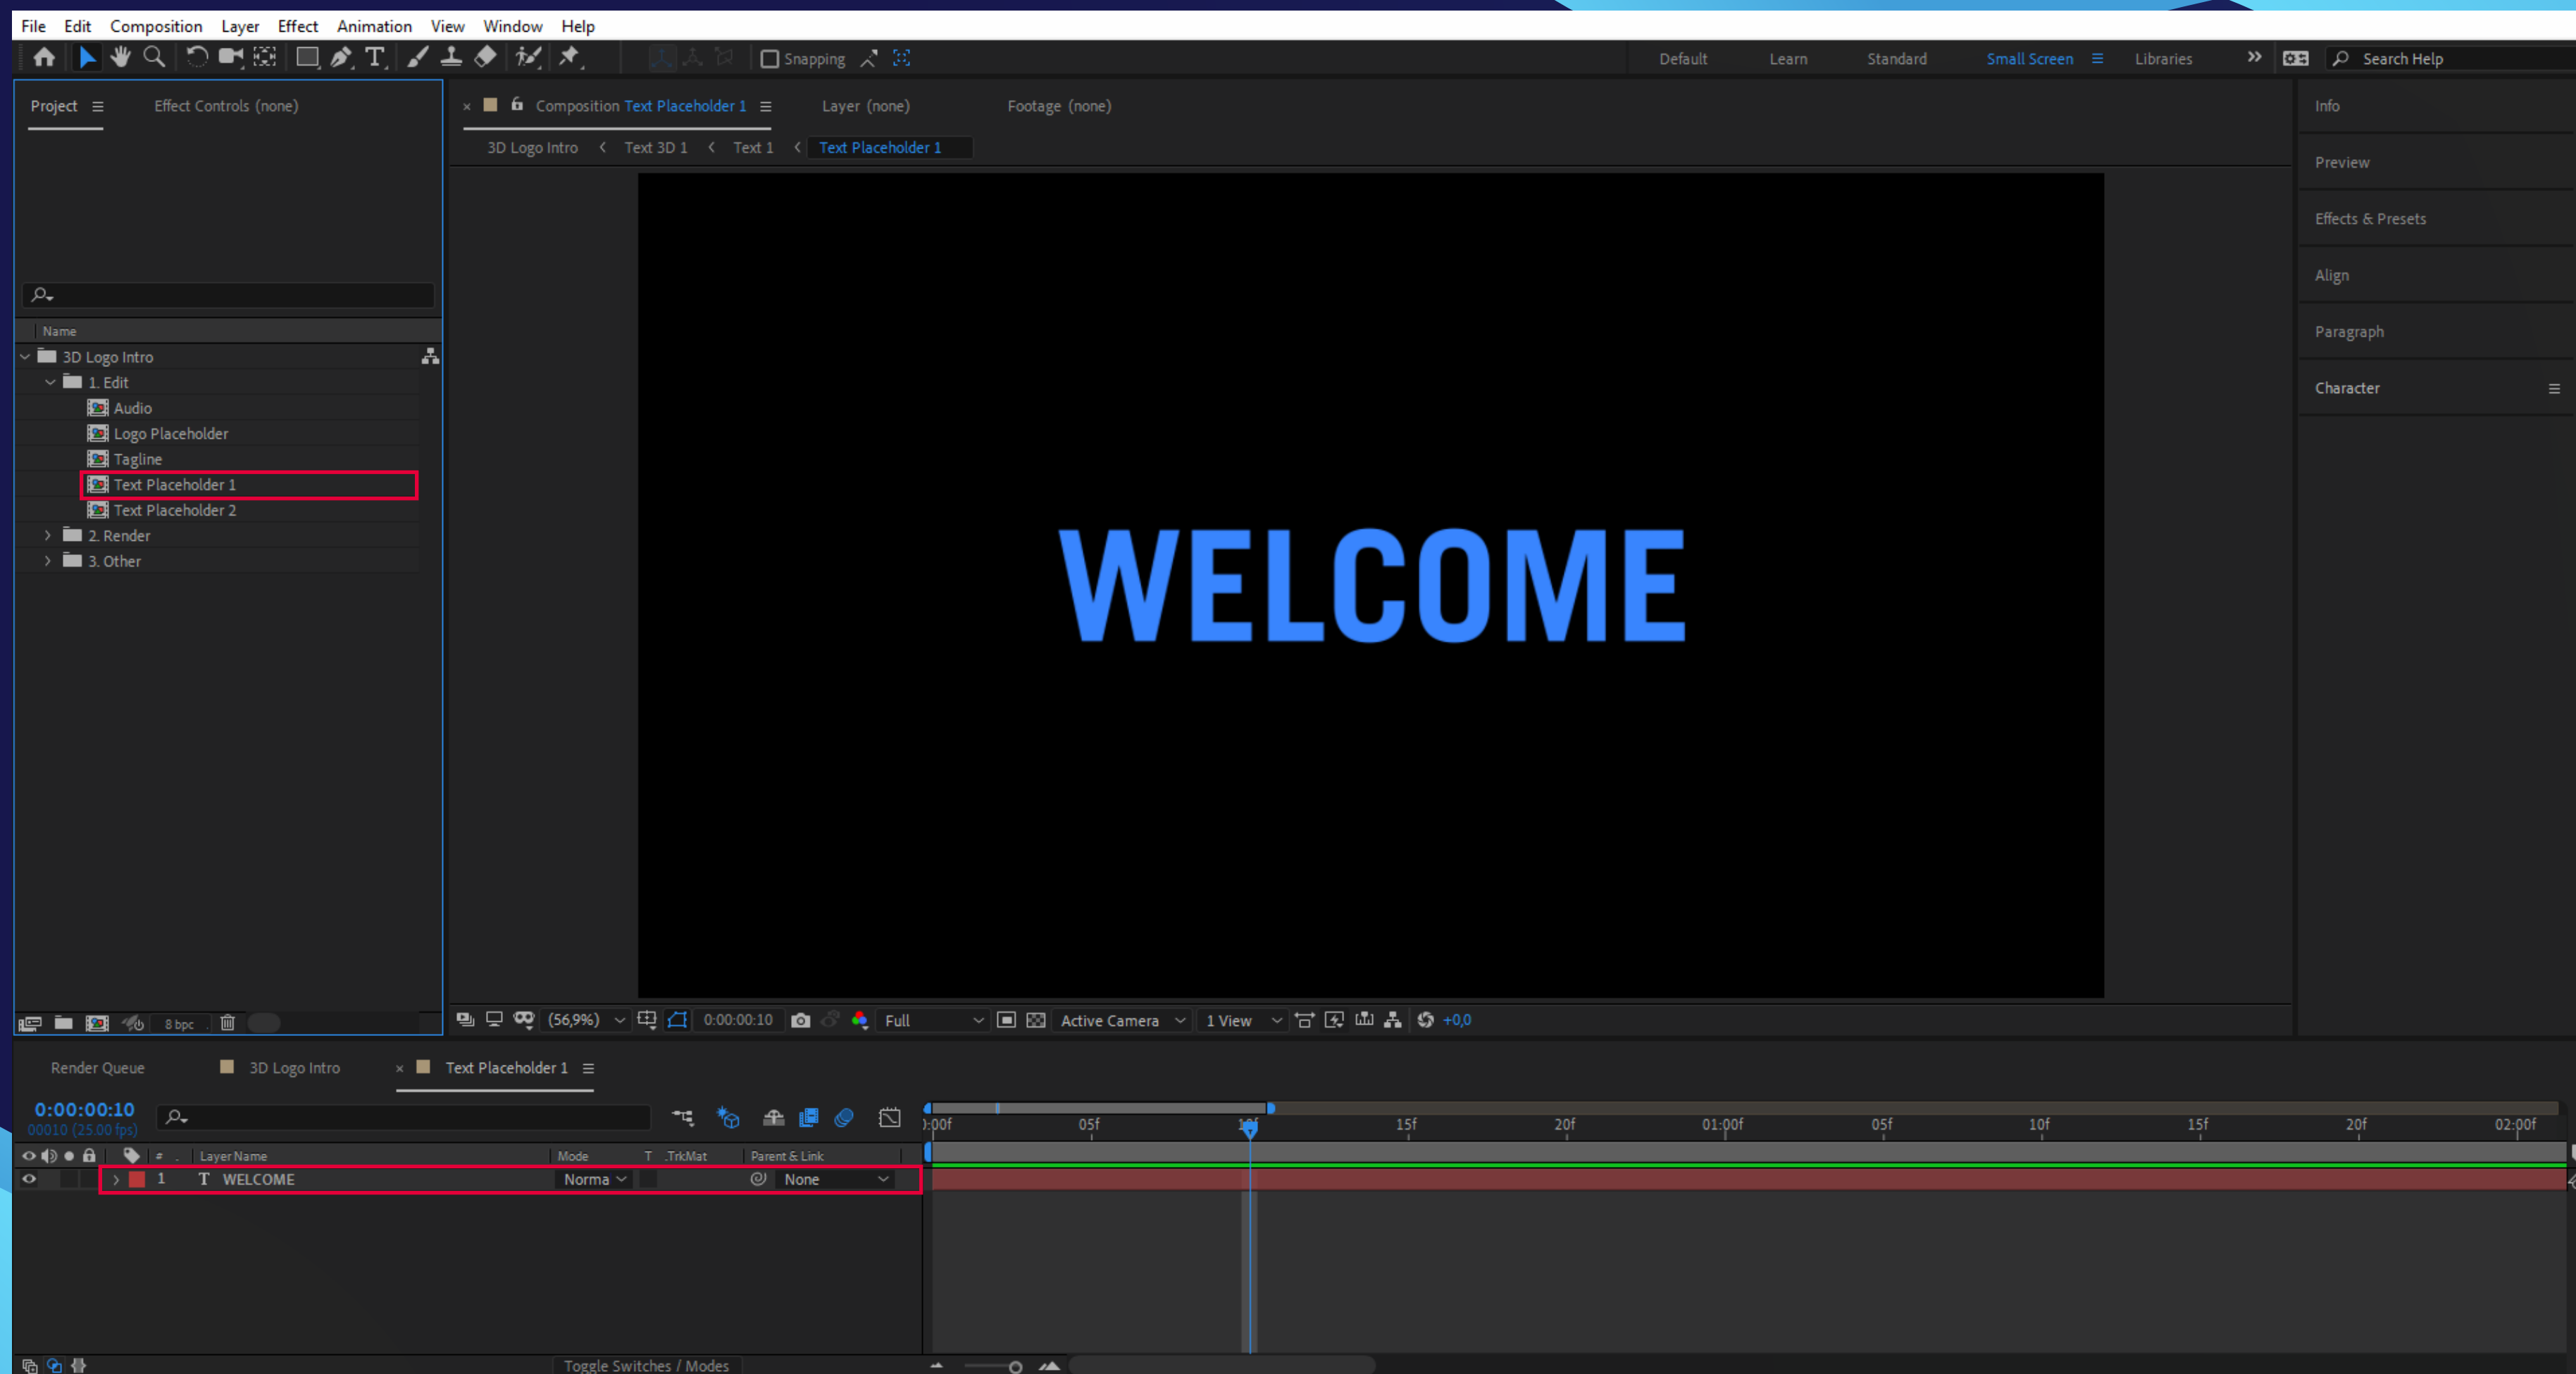 File Edit Composition Layer Effect Animation View Window Help
Snapping
Default Learn Standard Small Screen Libraries Search Help
Project Effect Controls (none)
Composition Text Placeholder 1 Layer (none) Footage (none)
3D Logo Intro < Text 3D 1 < Text 1 < Text Placeholder 1
Info
Preview
Effects & Presets
Align
Paragraph
Character
Name
3D Logo Intro
1. Edit
Audio
Logo Placeholder
Tagline
Text Placeholder 1
Text Placeholder 2
2. Render
3. Other
WELCOME
8 bpc
(56,9%) 0:00:00:10 Full Active Camera 1 View +0,0
Render Queue 3D Logo Intro Text Placeholder 1
0:00:00:10
00010 (25.00 fps)
):00f 05f 10f 15f 20f 01:00f 05f 10f 15f 20f 02:00f
# . Layer Name Mode T .TrkMat Parent & Link
1 T WELCOME Norma None
Toggle Switches / Modes